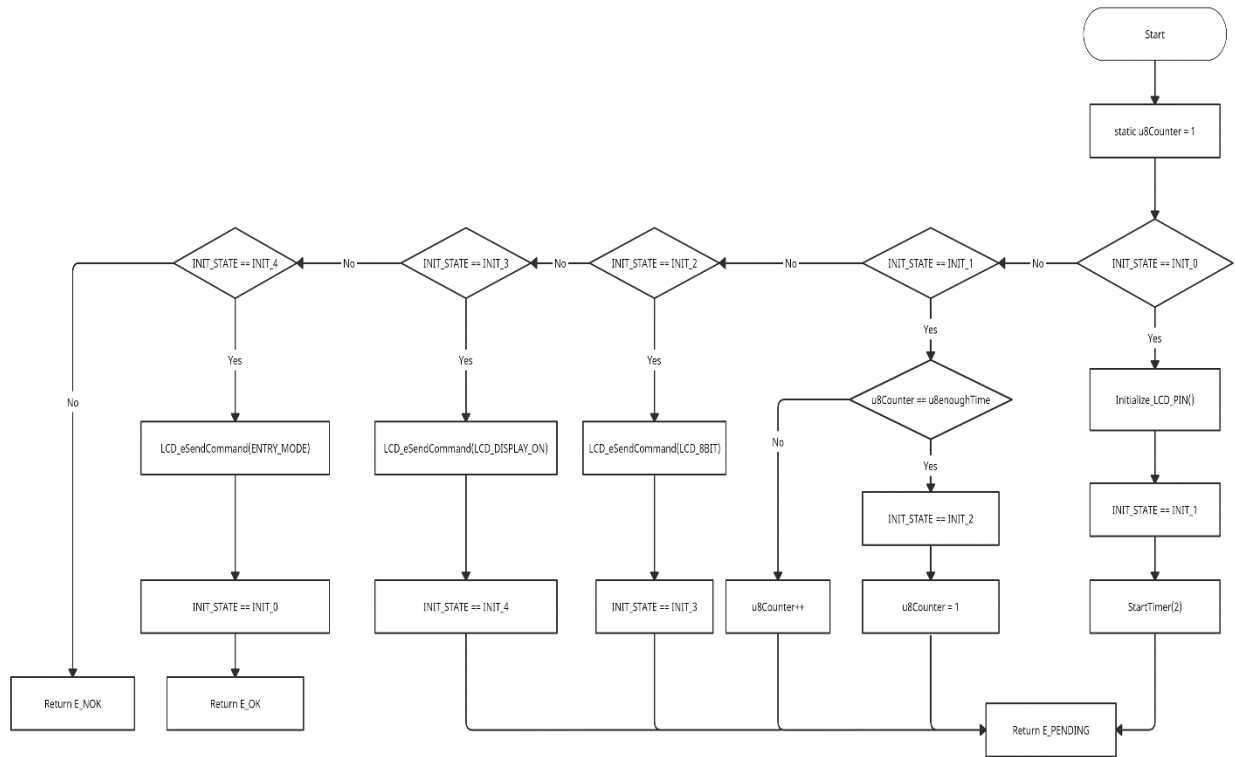 Start
static u8Counter = 1
INIT_STATE == INIT_4
No
INIT_STATE == INIT_3
No
INIT_STATE == INIT_2
No
INIT_STATE == INIT_1
No
INIT_STATE == INIT_0
Yes
Yes
Yes
Yes
Yes
No
u8Counter == u8enoughTime
Initialize_LCD_PIN()
No
LCD_eSendCommand(ENTRY_MODE)
LCD_eSendCommand(LCD_DISPLAY_ON)
LCD_eSendCommand(LCD_8BIT)
Yes
INIT_STATE == INIT_2
INIT_STATE == INIT_1
INIT_STATE == INIT_0
INIT_STATE == INIT_4
INIT_STATE == INIT_3
u8Counter++
u8Counter = 1
StartTimer(2)
Return E_NOK
Return E_OK
Return E_PENDING